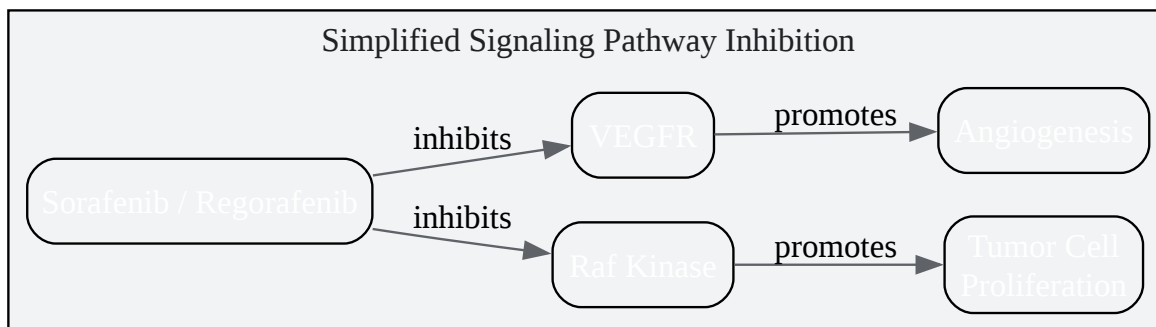 Simplified Signaling Pathway Inhibition
inhibits
VEGFR
promotes
Angiogenesis
Sorafenib / Regorafenib
inhibits
Raf Kinase
promotes
Tumor Cell
Proliferation